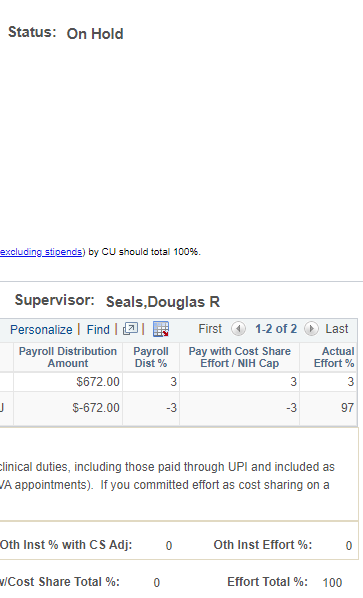 Status: On Hold
excluding stipends) by CU should total 100%.
Supervisor: Seals,Douglas R
Personalize | Find | | First 1-2 of 2 Last
Payroll Distribution Amount Payroll Dist % Pay with Cost Share Effort / NIH Cap Actual Effort %
$672.00 3 3 3
J $-672.00 -3 -3 97
clinical duties, including those paid through UPI and included as
VA appointments). If you committed effort as cost sharing on a
Oth Inst % with CS Adj: 0 Oth Inst Effort %: 0
w/Cost Share Total %: 0 Effort Total %: 100